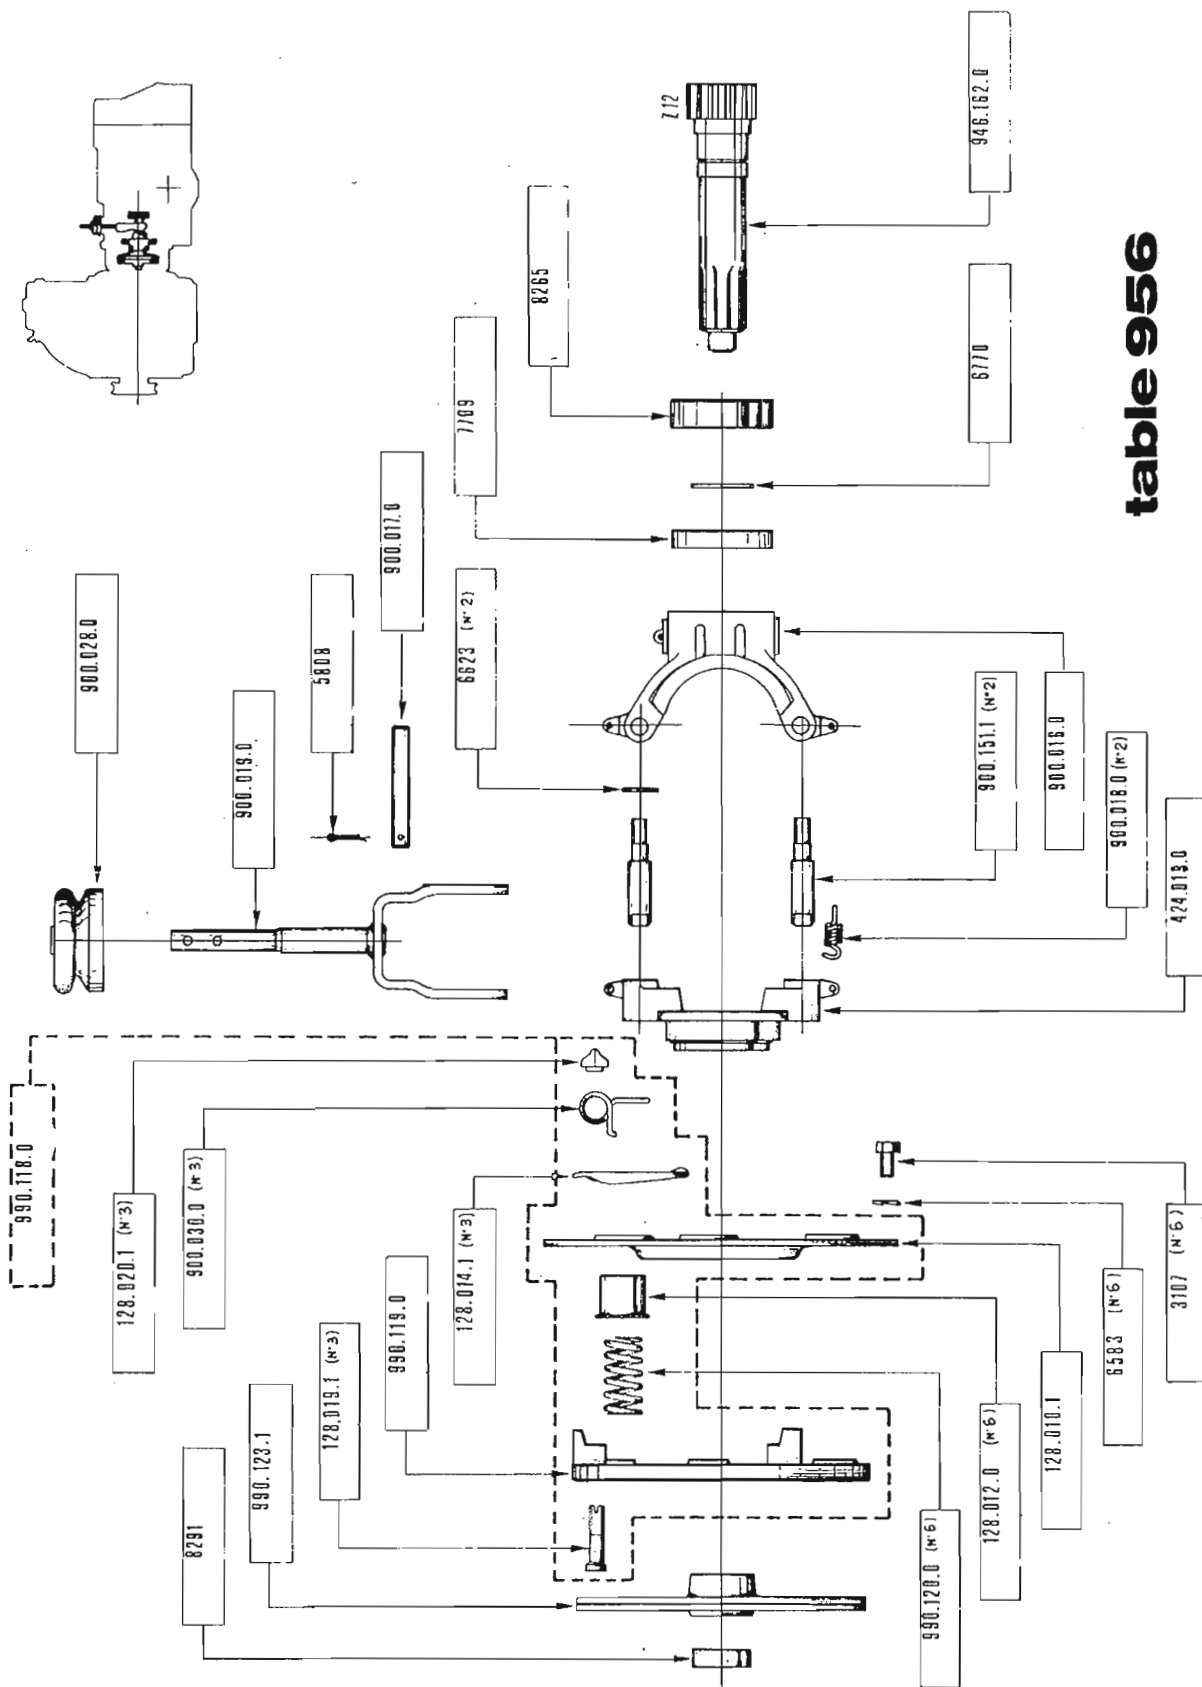 990.118.0
128.020.1 (N·3)
900.030.0 (N·3)
128.014.1 (N·3)
990.119.0
128.019.1 (N·3)
990.123.1
8291
900.028.0
900.019.0
5808
900.017.0
6623 (N·2)
7709
8265
Z 12
990.120.0 (N·6)
128.012.0 (N·6)
128.010.1
6583 (N·6)
3107 (N·6)
424.013.0
900.018.0 (N·2)
900.016.0
900.151.1 (N°2)
6770
946.162.0
table 956